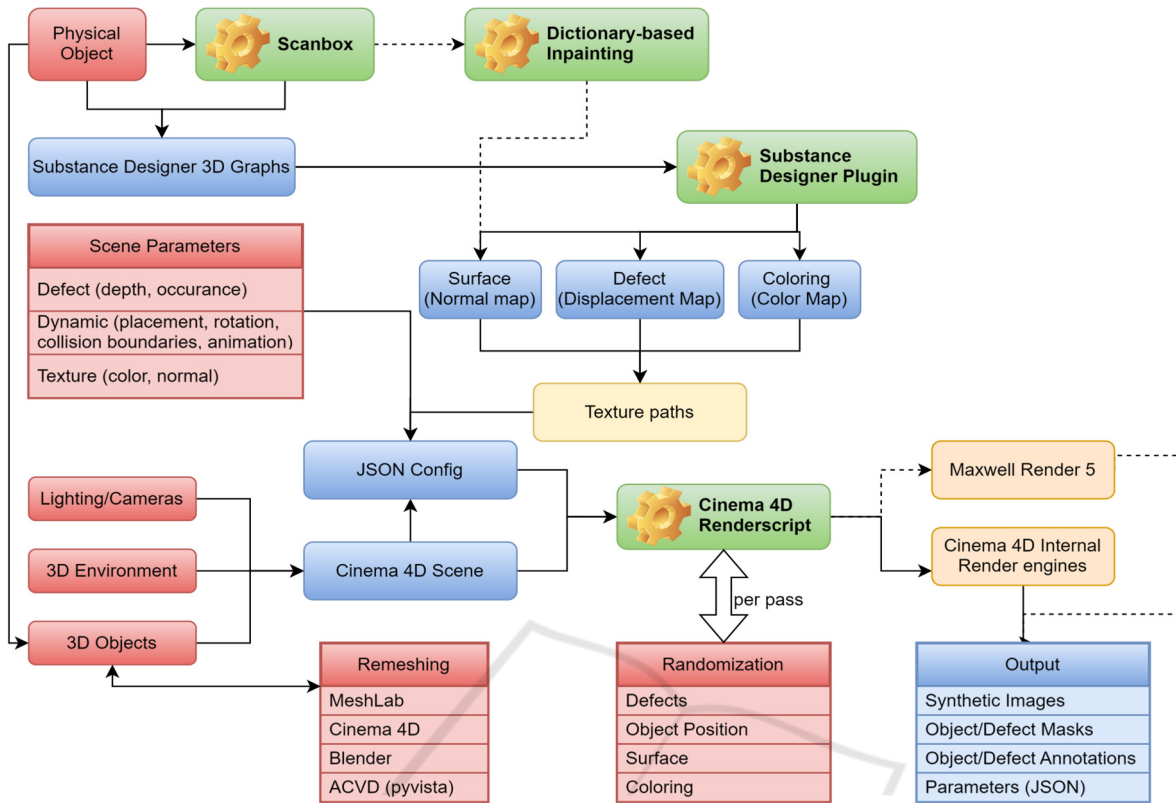 Physical
Object
Scanbox
Dictionary-based
Inpainting
Substance Designer 3D Graphs
Substance
Designer Plugin
Scene Parameters
Defect (depth, occurance)
Dynamic (placement, rotation,
collision boundaries, animation)
Texture (color, normal)
Surface
(Normal map)
Defect
(Displacement Map)
Coloring
(Color Map)
Texture paths
JSON Config
Lighting/Cameras
3D Environment
3D Objects
Cinema 4D Scene
Cinema 4D
Renderscript
Maxwell Render 5
Cinema 4D Internal
Render engines
per pass
Remeshing
MeshLab
Cinema 4D
Blender
ACVD (pyvista)
Randomization
Defects
Object Position
Surface
Coloring
Output
Synthetic Images
Object/Defect Masks
Object/Defect Annotations
Parameters (JSON)